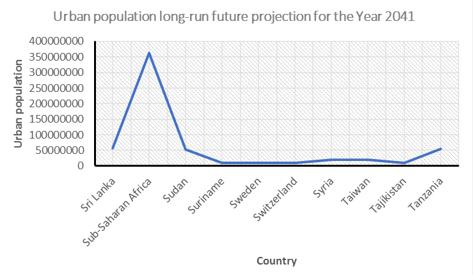 Urban population long-run future projection for the Year 2041
400000000
350000000
300000000
250000000
200000000
150000000
100000000
50000000
0
Urban population
Sri Lanka
Sub-Saharan Africa
Sudan
Suriname
Sweden
Switzerland
Syria
Taiwan
Tajikistan
Tanzania
Country